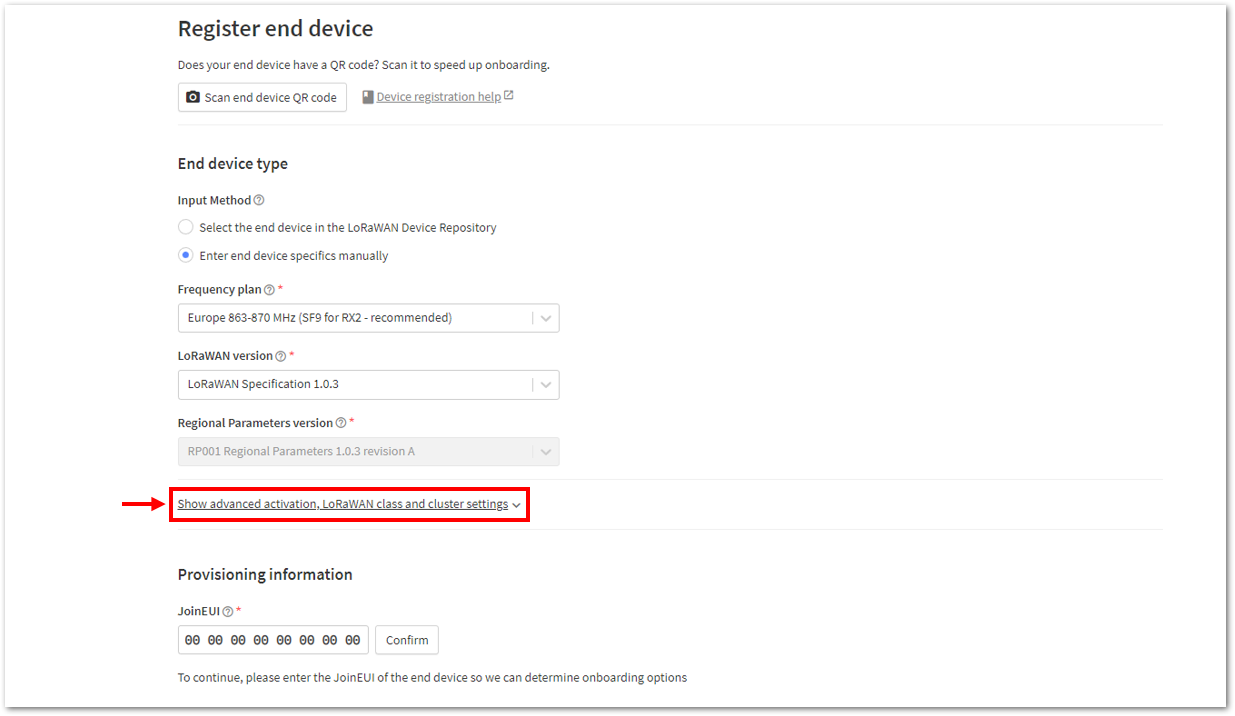 Register end device
Does your end device have a QR code? Scan it to speed up onboarding.
Scan end device QR code
Device registration help
End device type
Input Method
Select the end device in the LoRaWAN Device Repository
Enter end device specifics manually
Frequency plan *
Europe 863-870 MHz (SF9 for RX2 - recommended)
LoRaWAN version *
LoRaWAN Specification 1.0.3
Regional Parameters version *
RP001 Regional Parameters 1.0.3 revision A
Show advanced activation, LoRaWAN class and cluster settings
Provisioning information
JoinEUI *
00 00 00 00 00 00 00 00
Confirm
To continue, please enter the JoinEUI of the end device so we can determine onboarding options